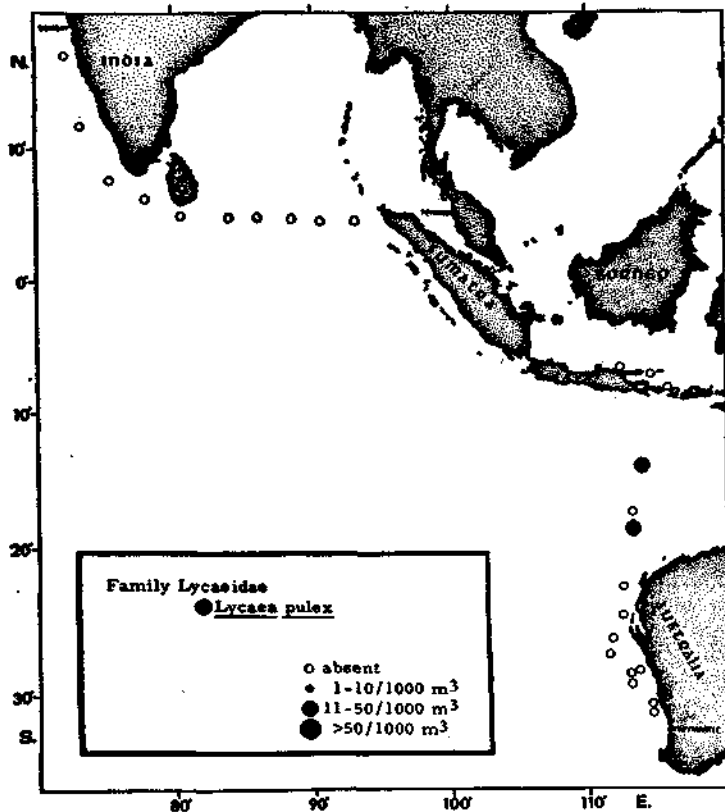 N.
INDIA
10°
SUMATRA
0°
BORNEO
10°
20°
AUSTRALIA
30°
S.
Family Lycaeidae
Lycaea pulex
absent
1-10/1000 m³
11-50/1000 m³
>50/1000 m³
80° 90° 100° 110° E.